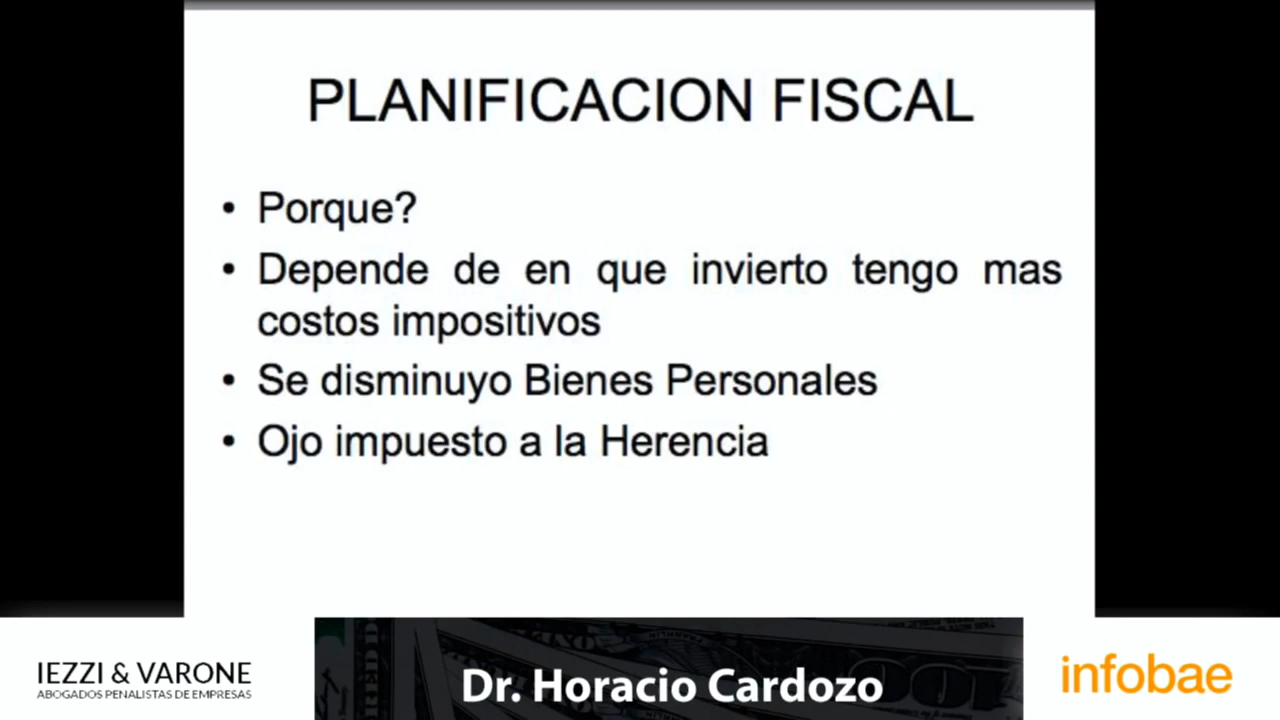 PLANIFICACION FISCAL
• Porque?
• Depende de en que invierto tengo mas
costos impositivos
• Se disminuyo Bienes Personales
• Ojo impuesto a la Herencia
IEZZI & VARONE
ABOGADOS PENALISTAS DE EMPRESAS
Dr. Horacio Cardozo
infobae